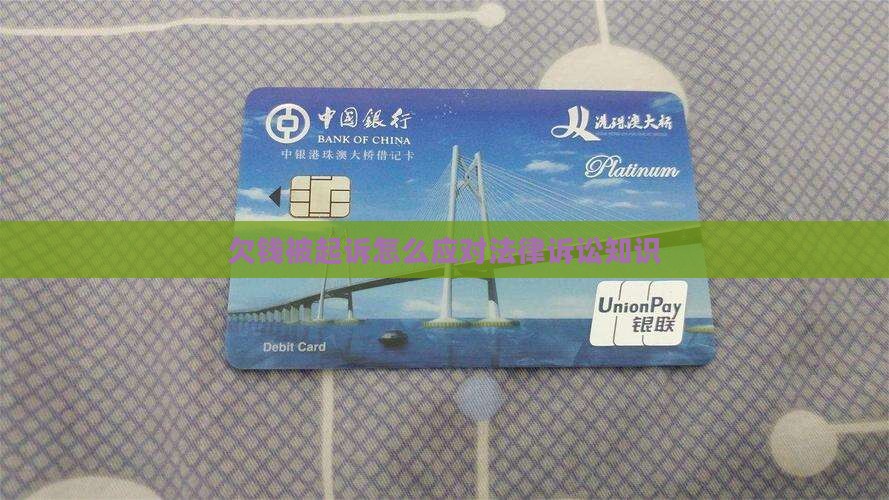 中国銀行
BANK OF CHINA
中银港珠澳大桥借记卡
港珠澳大桥
Platinum
欠钱被起诉怎么应对法律诉讼知识
UnionPay
银联
Debit Card